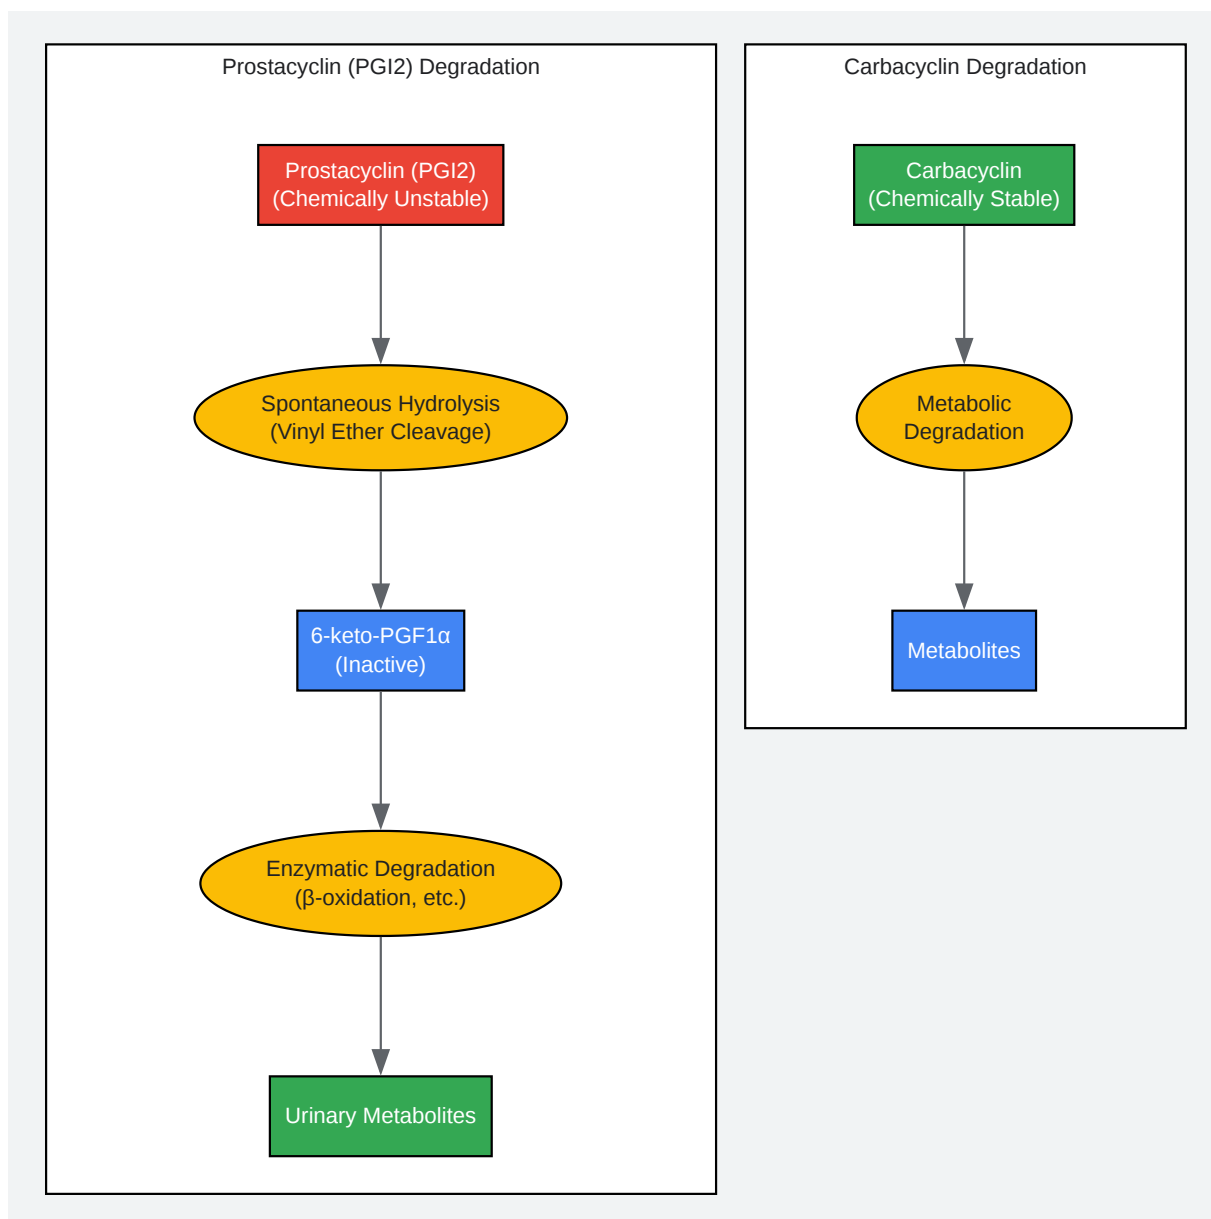 Prostacyclin (PGI2) Degradation
Prostacyclin (PGI2)
(Chemically Unstable)
Spontaneous Hydrolysis
(Vinyl Ether Cleavage)
6-keto-PGF1α
(Inactive)
Enzymatic Degradation
(β-oxidation, etc.)
Urinary Metabolites
Carbacyclin Degradation
Carbacyclin
(Chemically Stable)
Metabolic
Degradation
Metabolites